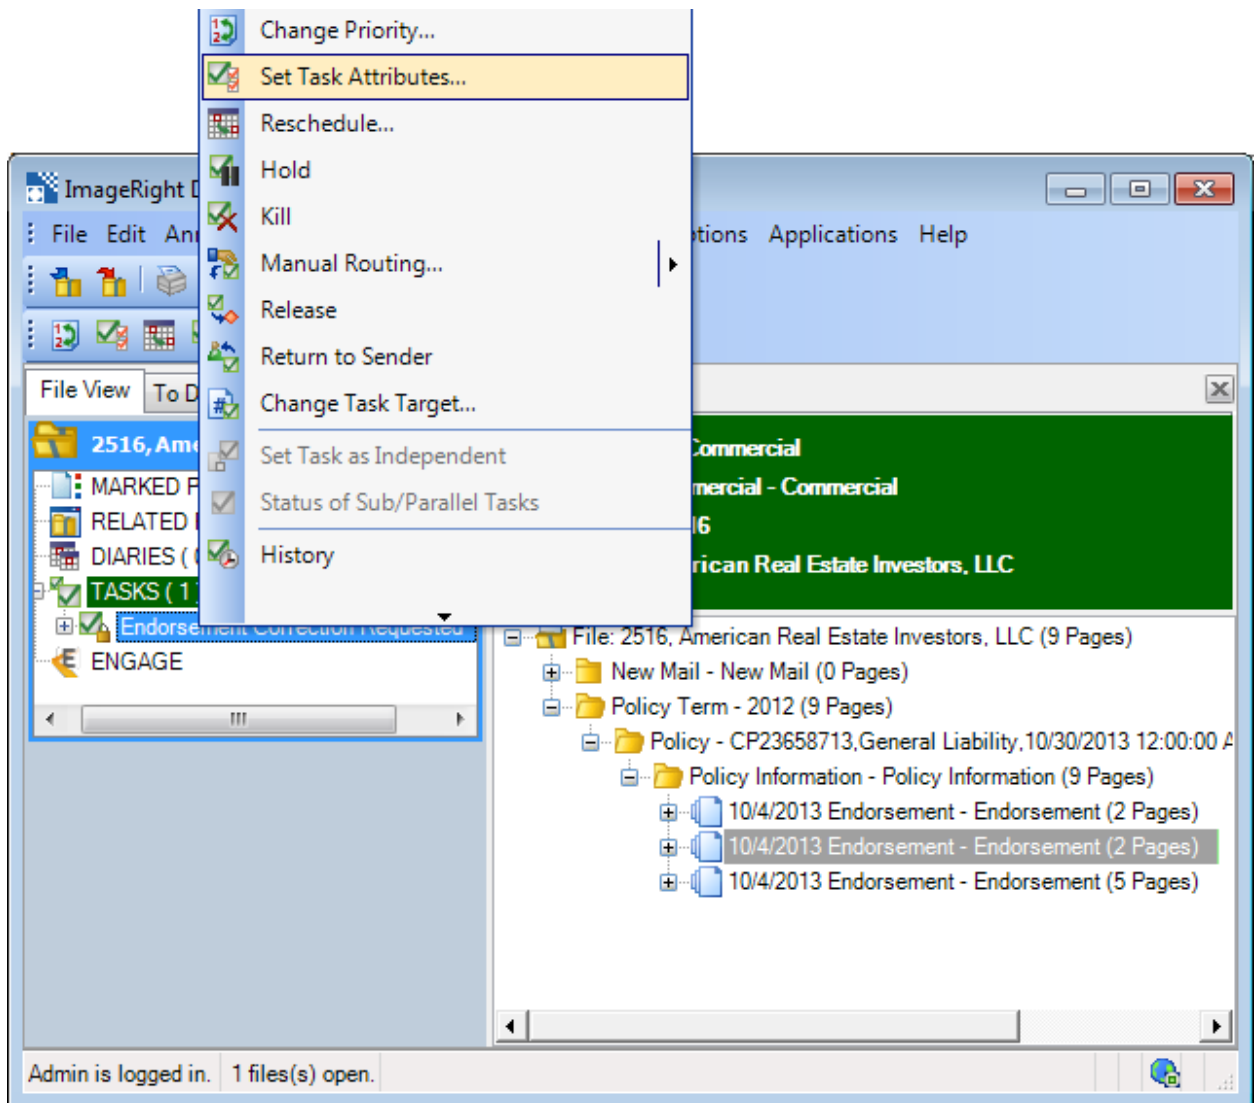 Change Priority...
Set Task Attributes...
Reschedule...
Hold
Kill
Manual Routing...
Release
Return to Sender
Change Task Target...
Set Task as Independent
Status of Sub/Parallel Tasks
History
ImageRight
File Edit Applications Help
File View To
2516,
MARKED
RELATED
DIARIES (
TASKS ( 1
Endorsement Correction Requested
ENGAGE
Commercial
- Commercial
Real Estate Investors, LLC
File: 2516, American Real Estate Investors, LLC (9 Pages)
New Mail - New Mail (0 Pages)
Policy Term - 2012 (9 Pages)
Policy - CP23658713,General Liability,10/30/2013 12:00:00
Policy Information - Policy Information (9 Pages)
10/4/2013 Endorsement - Endorsement (2 Pages)
10/4/2013 Endorsement - Endorsement (2 Pages)
10/4/2013 Endorsement - Endorsement (5 Pages)
Admin is logged in. 1 files(s) open.